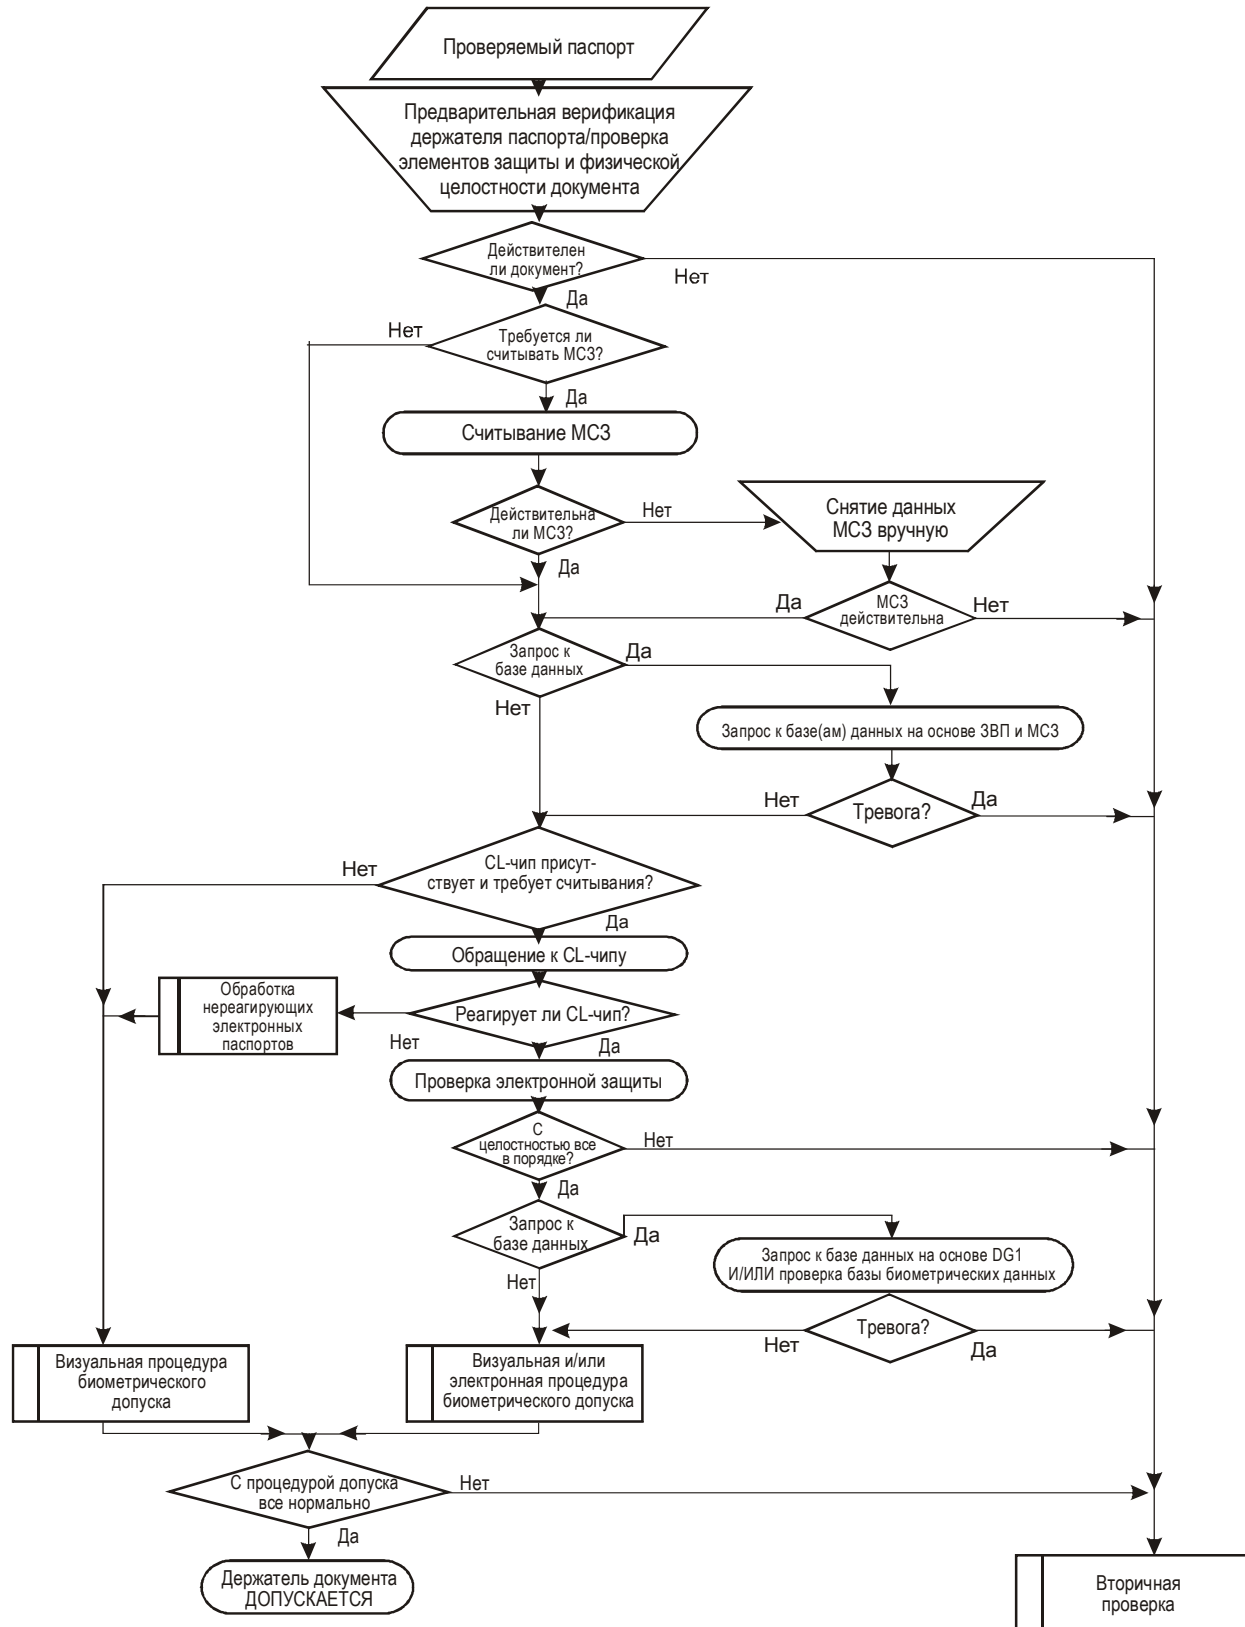 Проверяемый паспорт
Предварительная верификация
держателя паспорта/проверка
элементов защиты и физической
целостности документа
Действителен
ли документ?
Нет
Да
Нет
Требуется ли
считывать МСЗ?
Да
Считывание МСЗ
Действительна
ли МСЗ?
Нет
Снятие данных
МСЗ вручную
Да
Да
МСЗ
действительна
Нет
Запрос к
базе данных
Да
Нет
Запрос к базе(ам) данных на основе ЗВП и МСЗ
Нет
Тревога?
Да
Нет
CL-чип присут-
ствует и требует считывания?
Да
Обращение к CL-чипу
Обработка
нереагирующих
электронных
паспортов
Реагирует ли CL-чип?
Нет
Да
Проверка электронной защиты
С
целостностью все
в порядке?
Нет
Да
Запрос к
базе данных
Да
Запрос к базе данных на основе DG1
И/ИЛИ проверка базы биометрических данных
Нет
Тревога?
Нет
Да
Визуальная процедура
биометрического
допуска
Визуальная и/или
электронная процедура
биометрического допуска
С процедурой допуска
все нормально
Нет
Да
Держатель документа
ДОПУСКАЕТСЯ
Вторичная
проверка